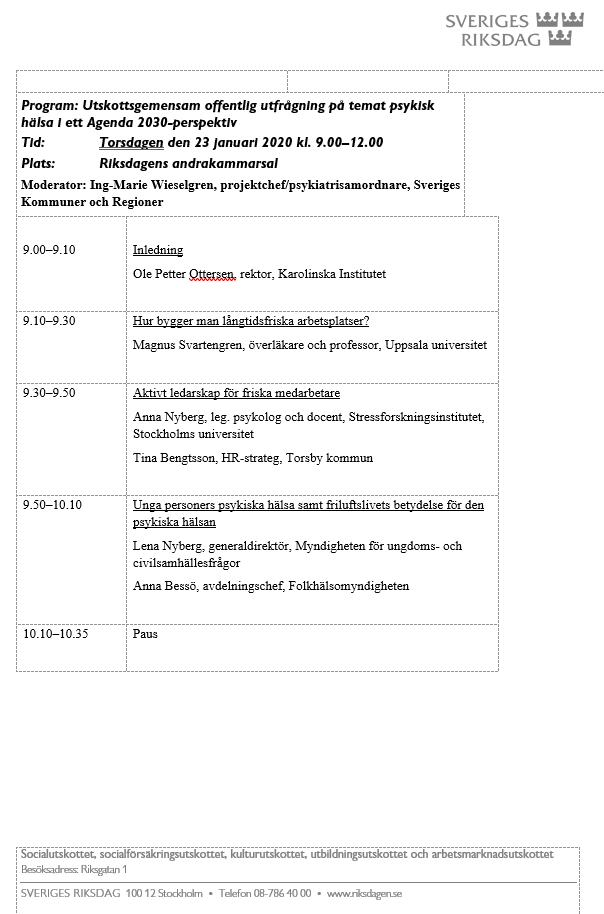 SVERIGES
RIKSDAG
Program: Utskottsgemensam offentlig utfrågning på temat psykisk
hälsa i ett Agenda 2030-perspektiv
Tid: Torsdagen den 23 januari 2020 kl. 9.00–12.00
Plats: Riksdagens andrakammarsal
Moderator: Ing-Marie Wieselgren, projektchef/psykiatrisamordnare, Sveriges
Kommuner och Regioner
9.00–9.10 Inledning
Ole Petter Ottersen, rektor, Karolinska Institutet
9.10–9.30 Hur bygger man långtidsfriska arbetsplatser?
Magnus Svartengren, överläkare och professor, Uppsala universitet
9.30–9.50 Aktivt ledarskap för friska medarbetare
Anna Nyberg, leg. psykolog och docent, Stressforskningsinstitutet,
Stockholms universitet
Tina Bengtsson, HR-strateg, Torsby kommun
9.50–10.10 Unga personers psykiska hälsa samt friluftslivets betydelse för den
psykiska hälsan
Lena Nyberg, generaldirektör, Myndigheten för ungdoms- och
civilsamhällesfrågor
Anna Bessö, avdelningschef, Folkhälsomyndigheten
10.10–10.35 Paus
Socialutskottet, socialförsäkringsutskottet, kulturutskottet, utbildningsutskottet och arbetsmarknadsutskottet
Besöksadress: Riksgatan 1
SVERIGES RIKSDAG 100 12 Stockholm • Telefon 08-786 40 00 • www.riksdagen.se